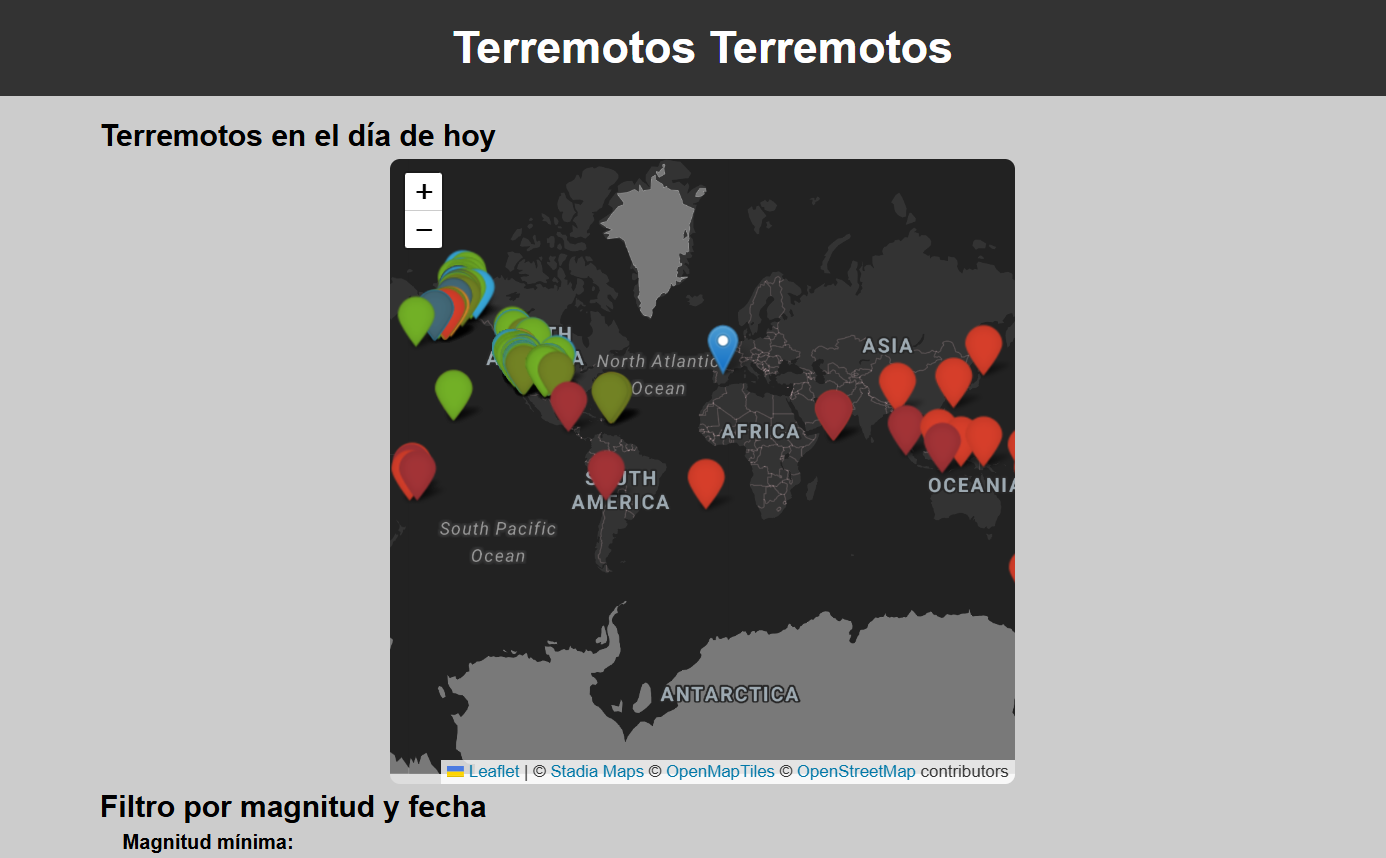 Terremotos Terremotos
Terremotos en el día de hoy
+
−
ASIA
North Atlantic
Ocean
AFRICA
SOUTH
AMERICA
OCEANIA
South Pacific
Ocean
ANTARCTICA
Leaflet | © Stadia Maps © OpenMapTiles © OpenStreetMap contributors
Filtro por magnitud y fecha
Magnitud mínima: